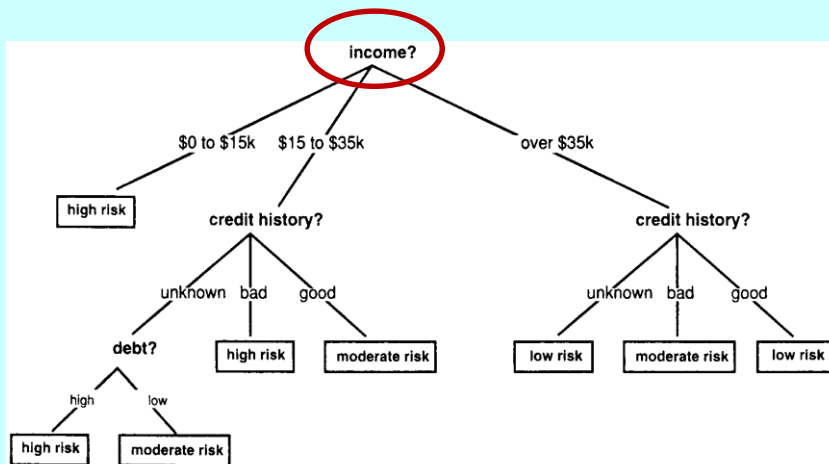 income?
$0 to $15k $15 to $35k over $35k
high risk
credit history? credit history?
unknown bad good unknown bad good
debt? high risk moderate risk low risk moderate risk low risk
high low
high risk moderate risk